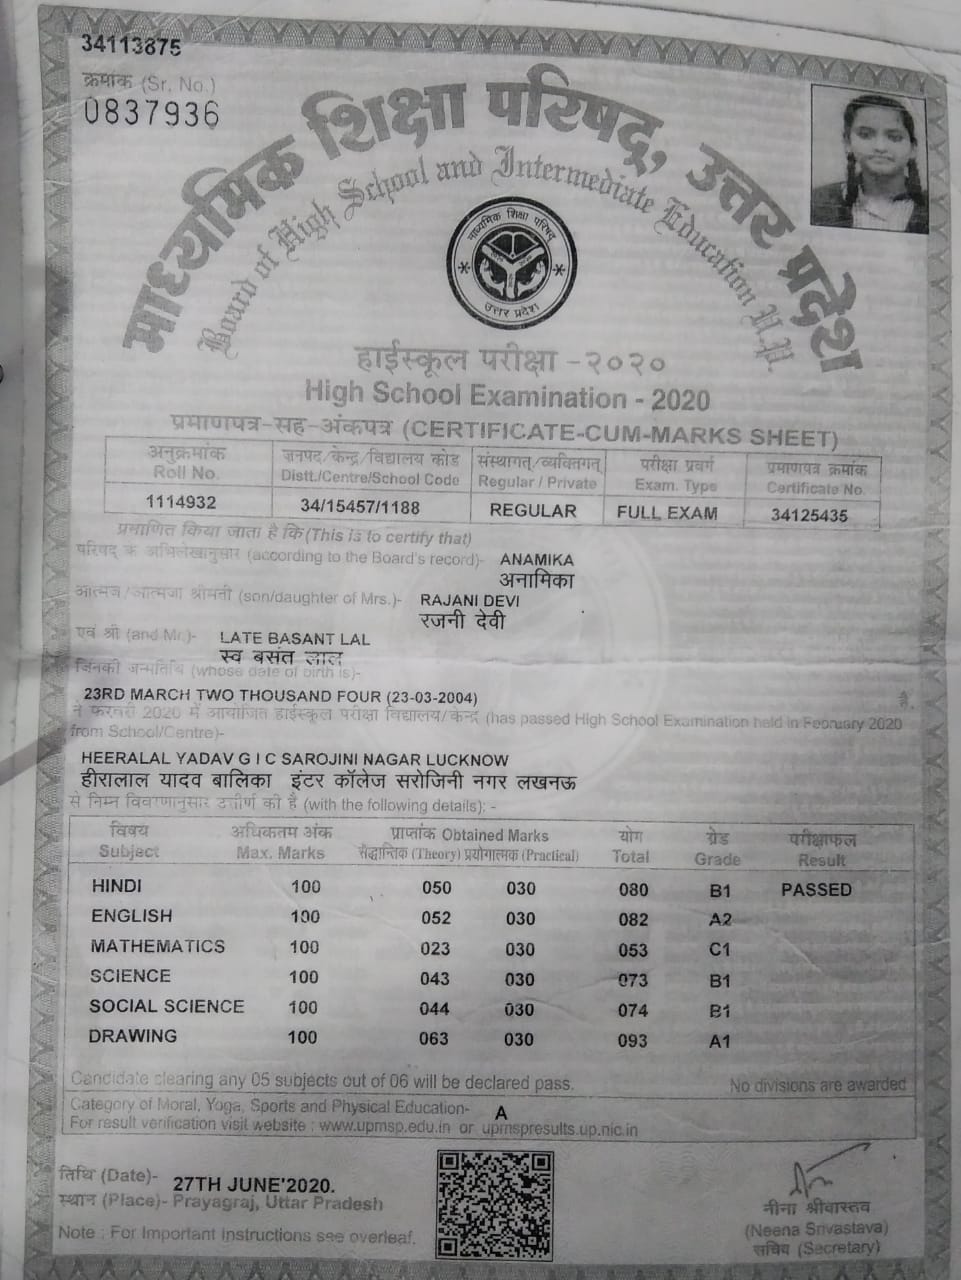 34113875
क्रमांक (Sr. No.)
0837936
माध्यमिक शिक्षा परिषद्, उत्तर प्रदेश
Board of High School and Intermediate Education U.P.
माध्यमिक शिक्षा परिषद्
उत्तर प्रदेश
हाईस्कूल परीक्षा - २०२०
High School Examination - 2020
प्रमाणपत्र-सह-अंकपत्र (CERTIFICATE-CUM-MARKS SHEET)
अनुक्रमांक जनपद/केन्द्र/विद्यालय कोड संस्थागत्/व्यक्तिगत् परीक्षा प्रवर्ग प्रमाणपत्र क्रमांक
Roll No. Distt./Centre/School Code Regular / Private Exam. Type Certificate No.
1114932 34/15457/1188 REGULAR FULL EXAM 34125435
प्रमाणित किया जाता है कि (This is to certify that)
परिषद के अभिलेखानुसार (according to the Board's record)- ANAMIKA
अनामिका
आत्मज/आत्मजा श्रीमती (son/daughter of Mrs.)- RAJANI DEVI
रजनी देवी
एवं श्री (and Mr.)- LATE BASANT LAL
स्व बसंत लाल
जिनकी जन्मतिथि (whose date of birth is)-
23RD MARCH TWO THOUSAND FOUR (23-03-2004) है,
ने फरवरी 2020 में आयोजित हाईस्कूल परीक्षा विद्यालय/केन्द्र (has passed High School Examination held in February 2020
from School/Centre)-
HEERALAL YADAV G I C SAROJINI NAGAR LUCKNOW
हीरालाल यादव बालिका इंटर कॉलेज सरोजिनी नगर लखनऊ
से निम्न विवरणानुसार उत्तीर्ण की है (with the following details): -
विषय अधिकतम अंक प्राप्तांक Obtained Marks योग ग्रेड परीक्षाफल
Subject Max. Marks सैद्धान्तिक (Theory) प्रयोगात्मक (Practical) Total Grade Result
HINDI 100 050 030 080 B1 PASSED
ENGLISH 100 052 030 082 A2
MATHEMATICS 100 023 030 053 C1
SCIENCE 100 043 030 073 B1
SOCIAL SCIENCE 100 044 030 074 B1
DRAWING 100 063 030 093 A1
Candidate clearing any 05 subjects out of 06 will be declared pass. No divisions are awarded
Category of Moral, Yoga, Sports and Physical Education- A
For result verification visit website : www.upmsp.edu.in or upmspresults.up.nic.in
तिथि (Date)- 27TH JUNE'2020.
स्थान (Place)- Prayagraj, Uttar Pradesh
Note : For Important Instructions see overleaf.
नीना श्रीवास्तव
(Neena Srivastava)
सचिव (Secretary)